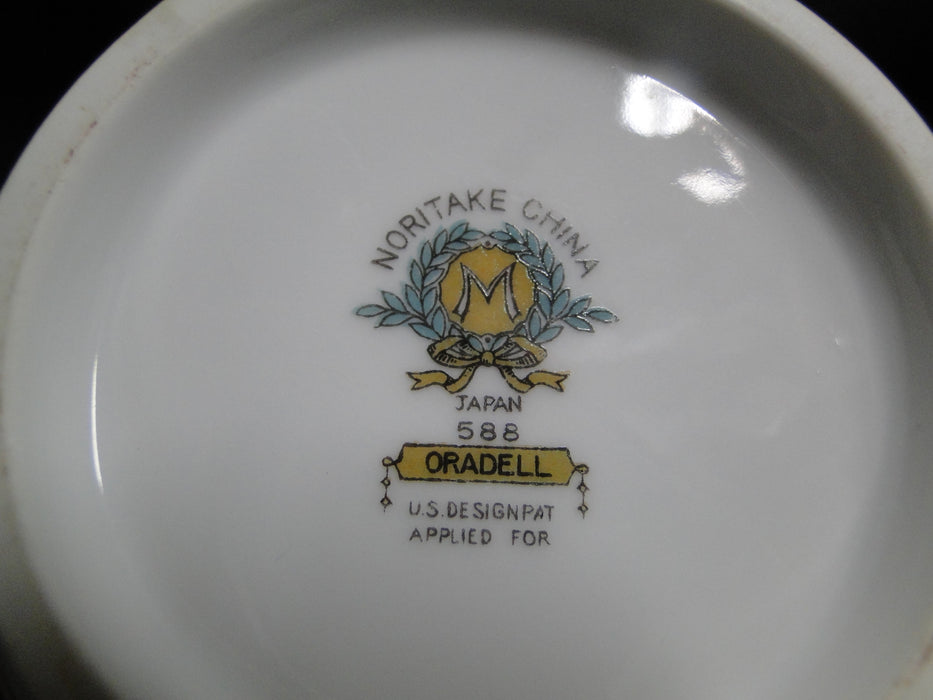 NORITAKE CHINA
M
JAPAN
588
ORADELL
U.S.DESIGNPAT
APPLIED FOR